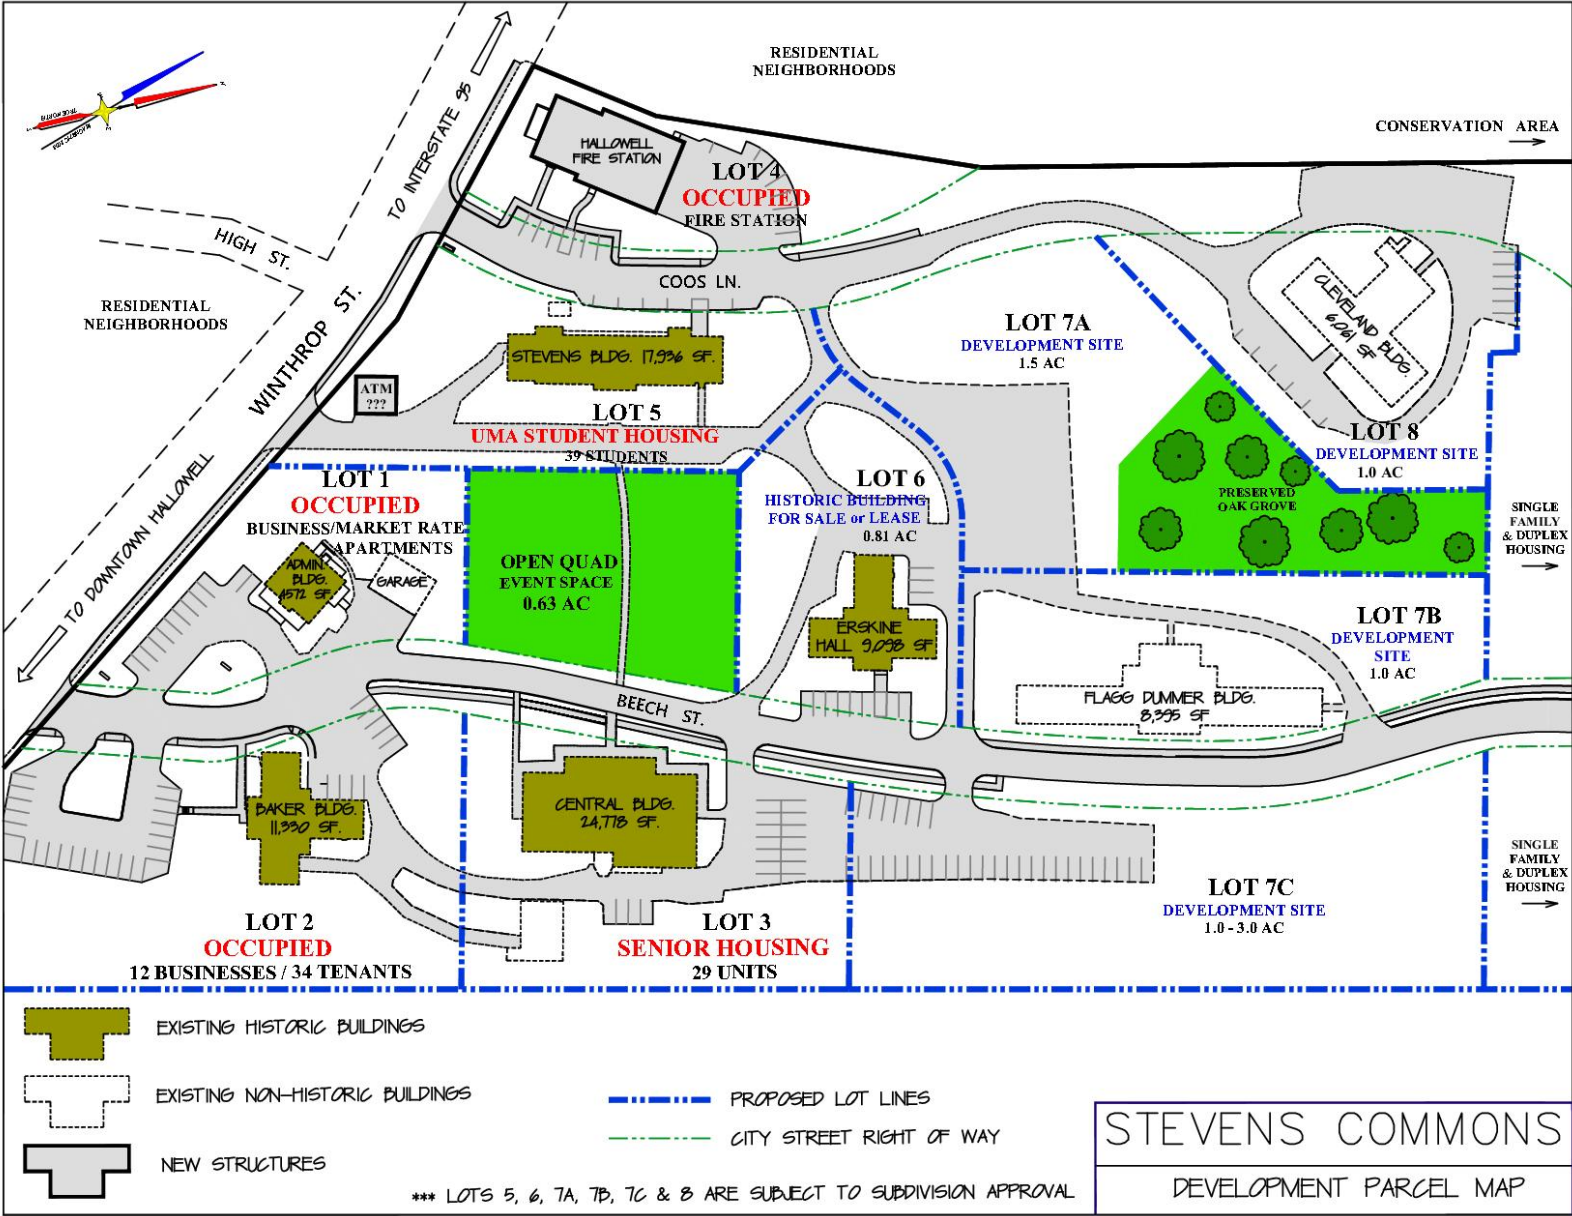 RESIDENTIAL
NEIGHBORHOODS
CONSERVATION AREA
TO INTERSTATE 95
HALLOWELL
FIRE STATION
LOT 4
OCCUPIED
FIRE STATION
HIGH ST.
WINTHROP ST.
RESIDENTIAL
NEIGHBORHOODS
COOS LN.
CLEVELAND BLDG.
6,061 SF
STEVENS BLDG. 17,936 SF.
LOT 7A
DEVELOPMENT SITE
1.5 AC
ATM
???
LOT 5
UMA STUDENT HOUSING
39 STUDENTS
LOT 8
DEVELOPMENT SITE
1.0 AC
TO DOWNTOWN HALLOWELL
LOT 1
OCCUPIED
BUSINESS/MARKET RATE
APARTMENTS
LOT 6
HISTORIC BUILDING
FOR SALE or LEASE
0.81 AC
PRESERVED
OAK GROVE
SINGLE
FAMILY
& DUPLEX
HOUSING
ADMIN.
BLDG.
4572 SF
GARAGE
OPEN QUAD
EVENT SPACE
0.63 AC
ERSKINE
HALL 9,098 SF
LOT 7B
DEVELOPMENT
SITE
1.0 AC
BEECH ST.
FLAGG DUMMER BLDG.
8,395 SF
BAKER BLDG.
11,330 SF.
CENTRAL BLDG.
24,778 SF.
SINGLE
FAMILY
& DUPLEX
HOUSING
LOT 7C
DEVELOPMENT SITE
1.0 - 3.0 AC
LOT 2
OCCUPIED
12 BUSINESSES / 34 TENANTS
LOT 3
SENIOR HOUSING
29 UNITS
EXISTING HISTORIC BUILDINGS
EXISTING NON-HISTORIC BUILDINGS
NEW STRUCTURES
PROPOSED LOT LINES
CITY STREET RIGHT OF WAY
*** LOTS 5, 6, 7A, 7B, 7C & 8 ARE SUBJECT TO SUBDIVISION APPROVAL
STEVENS COMMONS
DEVELOPMENT PARCEL MAP